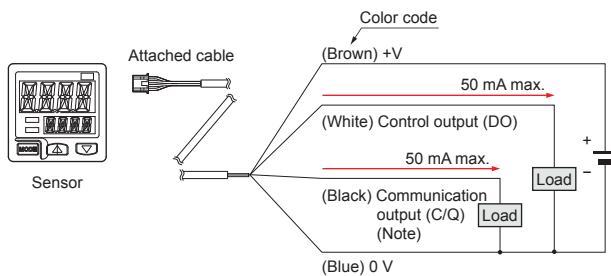 Color code
Attached cable
(Brown) +V
50 mA max.
(White) Control output (DO)
50 mA max.
(Black) Communication
output (C/Q)
(Note)
Load
Load
+
−
(Blue) 0 V
MODE
Sensor